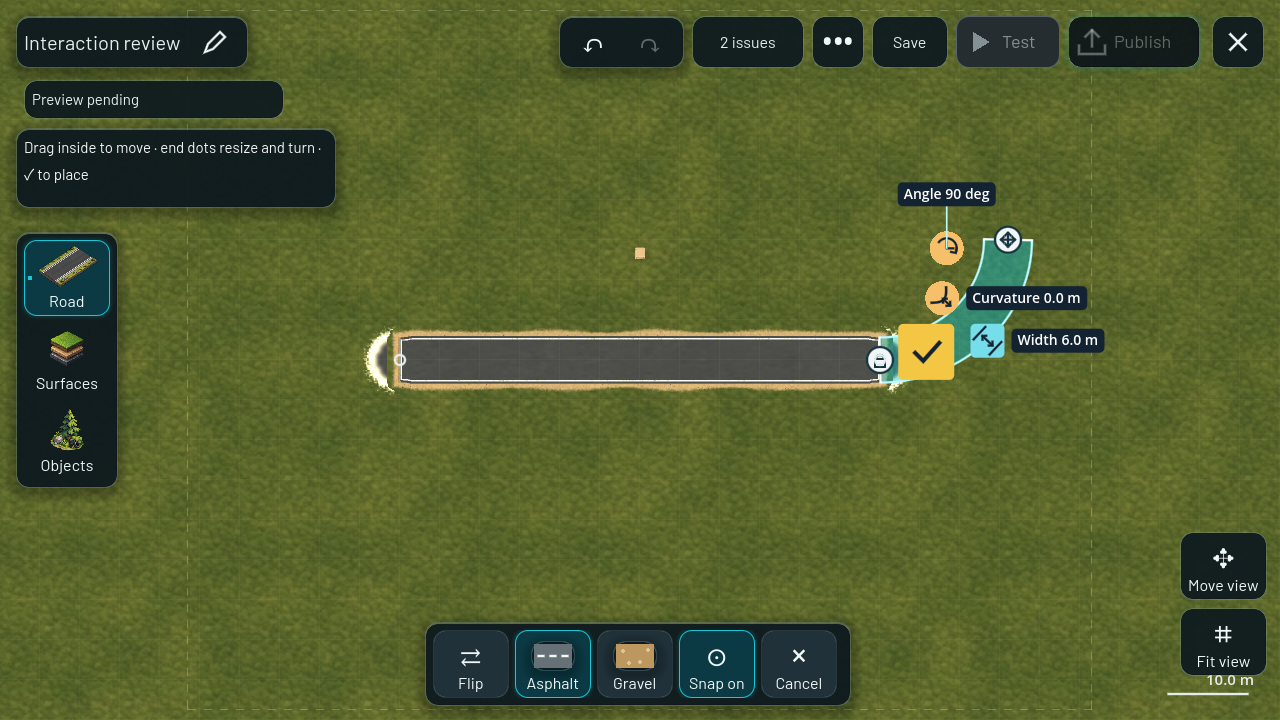 Interaction review
2 issues
•••
Save
Test
Publish
Preview pending
Drag inside to move · end dots resize and turn ·
✓ to place
Angle 90 deg
Road
Curvature 0.0 m
Width 6.0 m
Surfaces
Objects
Move view
Fit view
10.0 m
Flip
Asphalt
Gravel
Snap on
Cancel